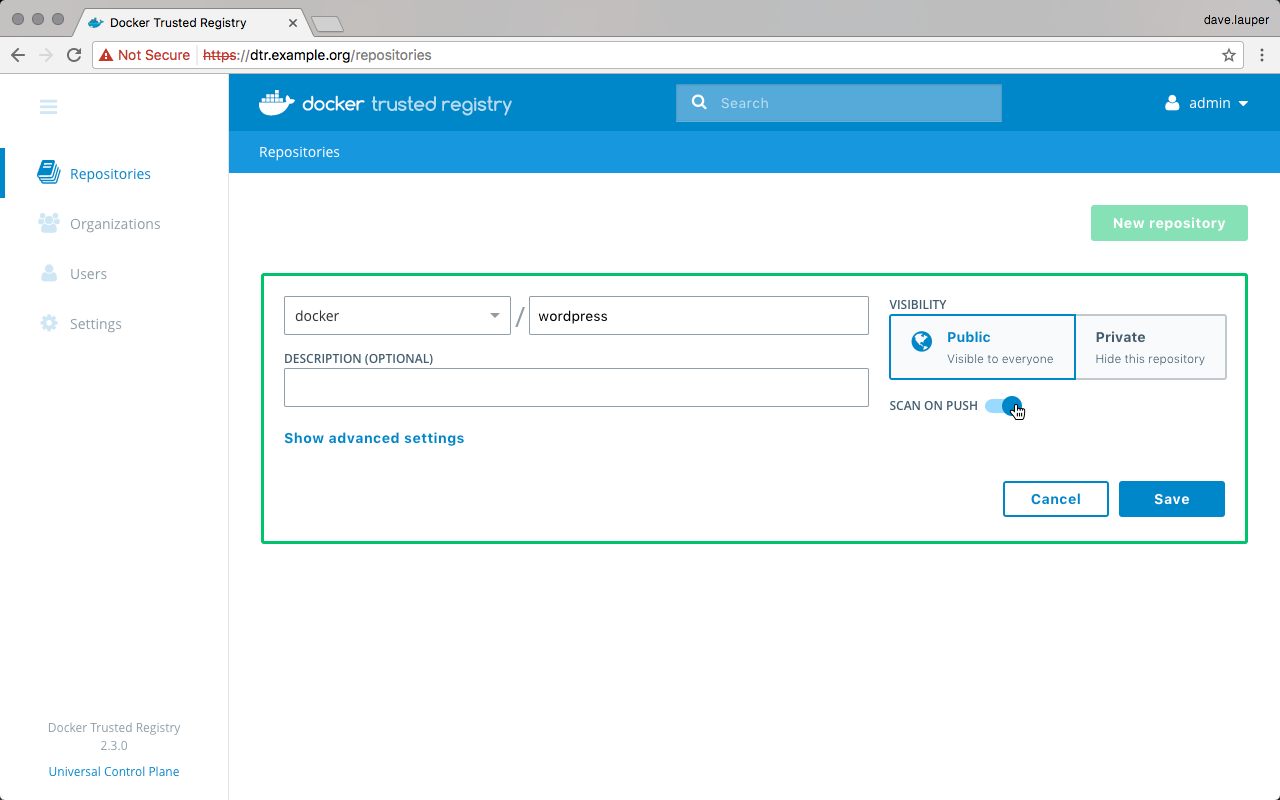 Docker Trusted Registry
dave.lauper
Not Secure https://dtr.example.org/repositories
docker trusted registry
Search
admin
Repositories
Repositories
Organizations
Users
Settings
New repository
docker / wordpress
DESCRIPTION (OPTIONAL)
Show advanced settings
VISIBILITY
Public
Visible to everyone
Private
Hide this repository
SCAN ON PUSH
Cancel
Save
Docker Trusted Registry
2.3.0
Universal Control Plane